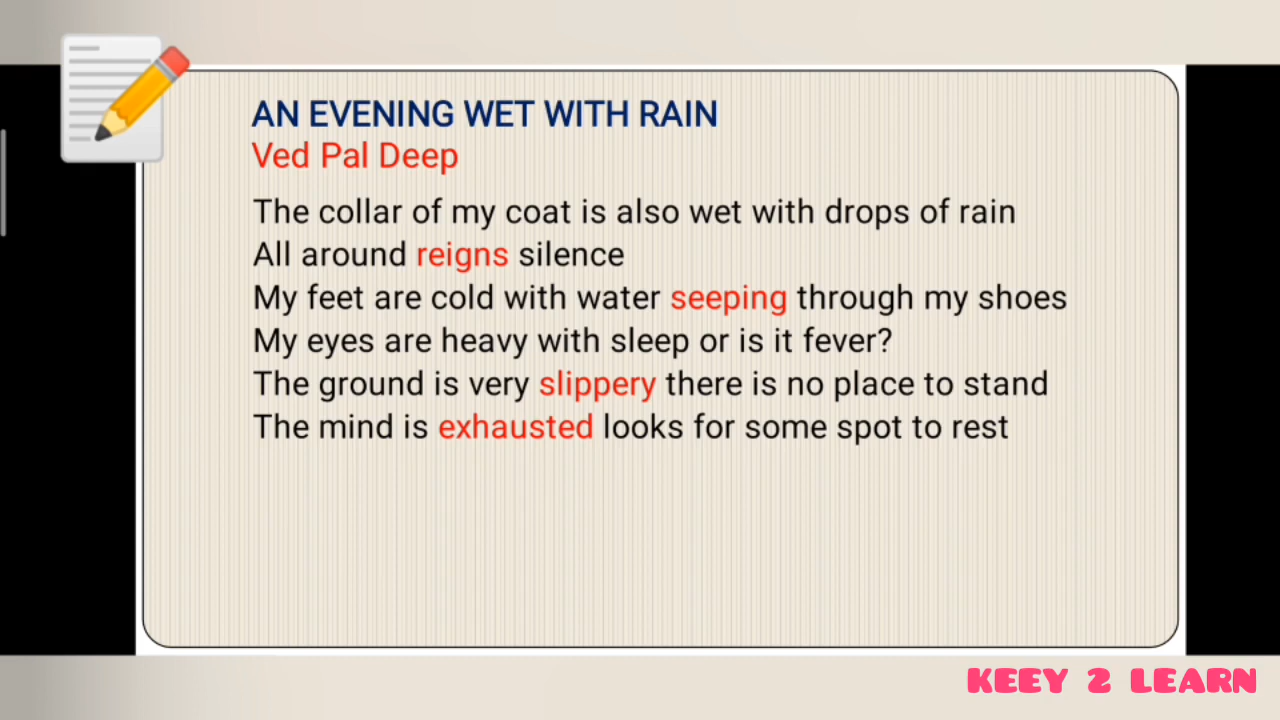 AN EVENING WET WITH RAIN
Ved Pal Deep
The collar of my coat is also wet with drops of rain
All around reigns silence
My feet are cold with water seeping through my shoes
My eyes are heavy with sleep or is it fever?
The ground is very slippery there is no place to stand
The mind is exhausted looks for some spot to rest
KEEY 2 LEARN